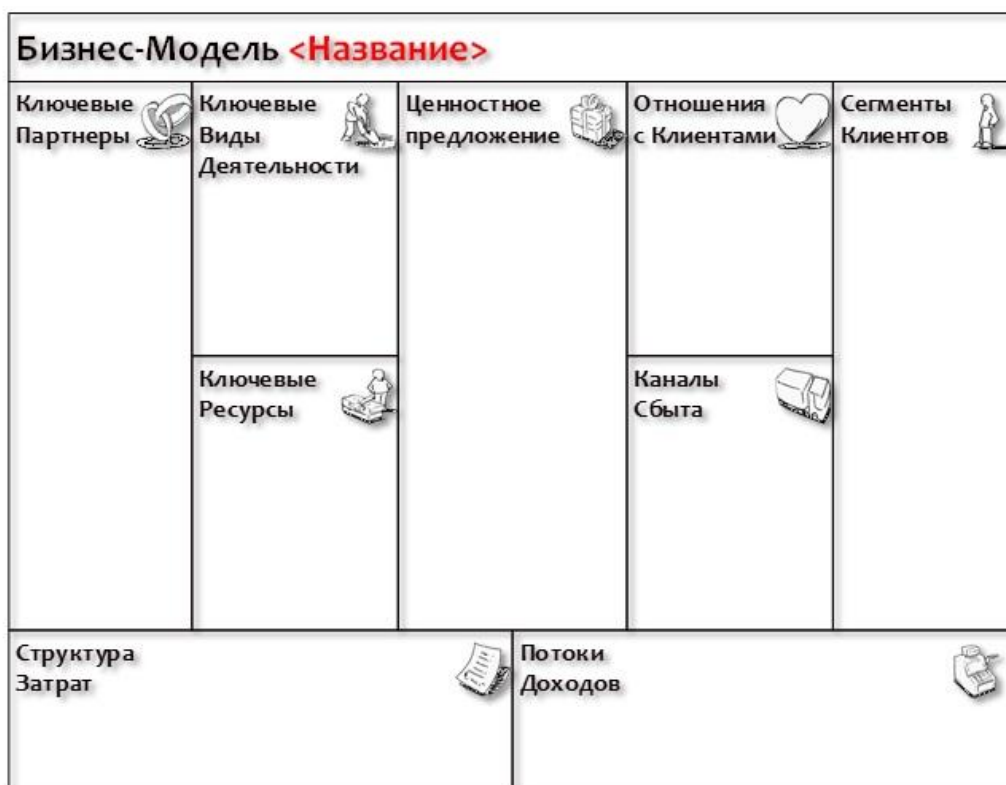 Бизнес-Модель <Название>
Ключевые
Партнеры
Ключевые
Виды
Деятельности
Ценностное
предложение
Отношения
с Клиентами
Сегменты
Клиентов
Ключевые
Ресурсы
Каналы
Сбыта
Структура
Затрат
Потоки
Доходов